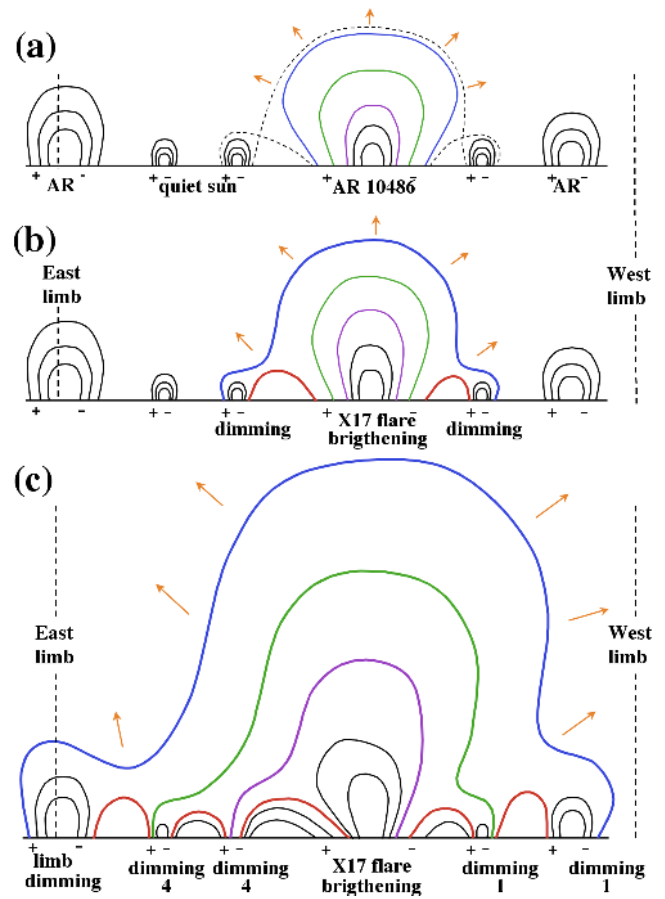 (a)
+ - + - + - + - + - + -
AR quiet sun AR 10486 AR
(b)
East
limb
West
limb
+ - + - + - + - + - + -
dimming X17 flare dimming
brigthening
(c)
East
limb
West
limb
+ - + - + - + - + - + -
limb dimming dimming X17 flare dimming dimming
dimming 4 4 brigthening 1 1